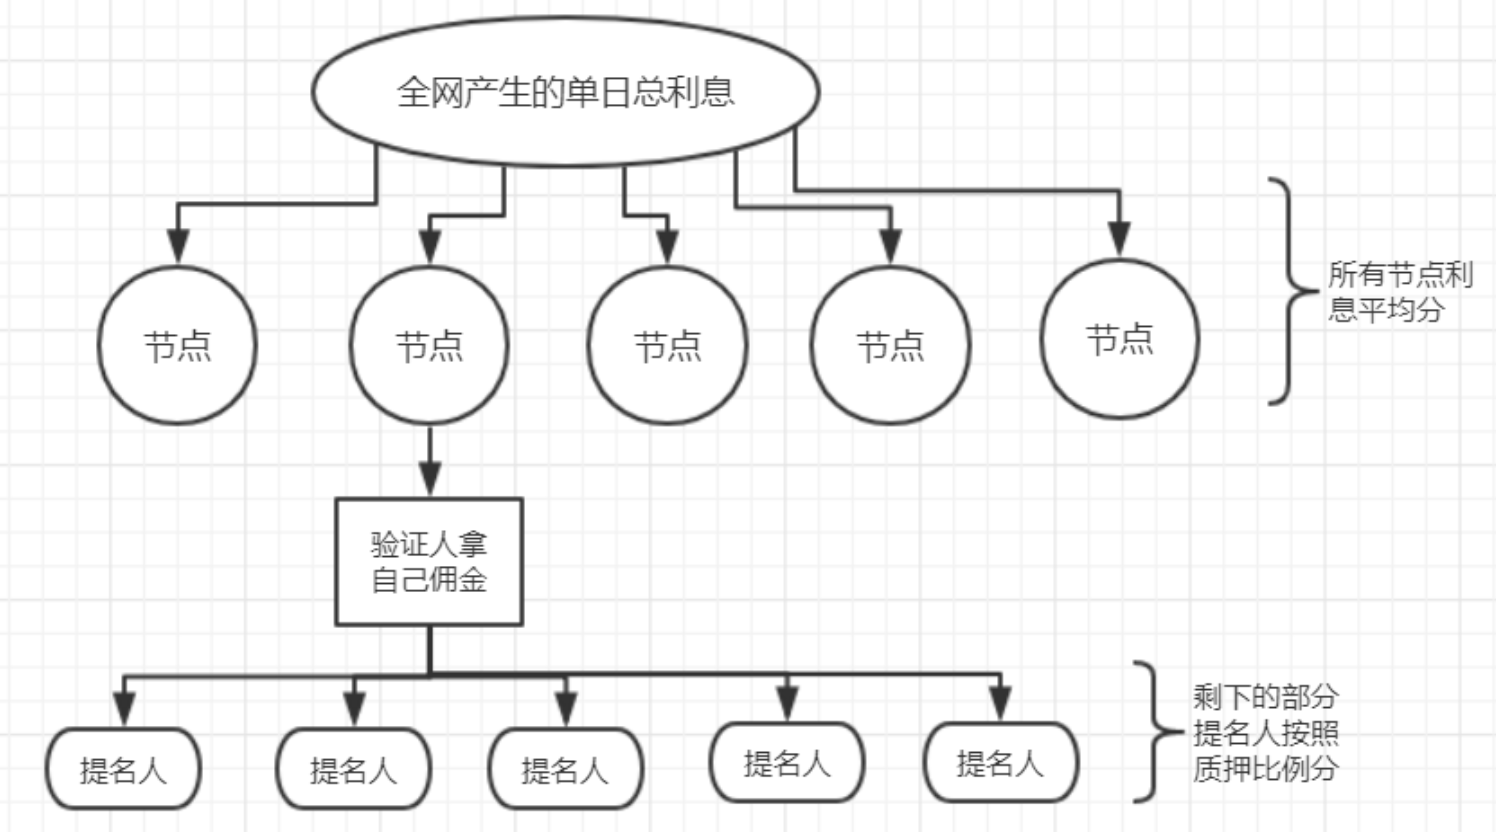 全网产生的单日总利息
节点
节点
节点
节点
节点
所有节点利
息平均分
验证人拿
自己佣金
提名人
提名人
提名人
提名人
提名人
剩下的部分
提名人按照
质押比例分